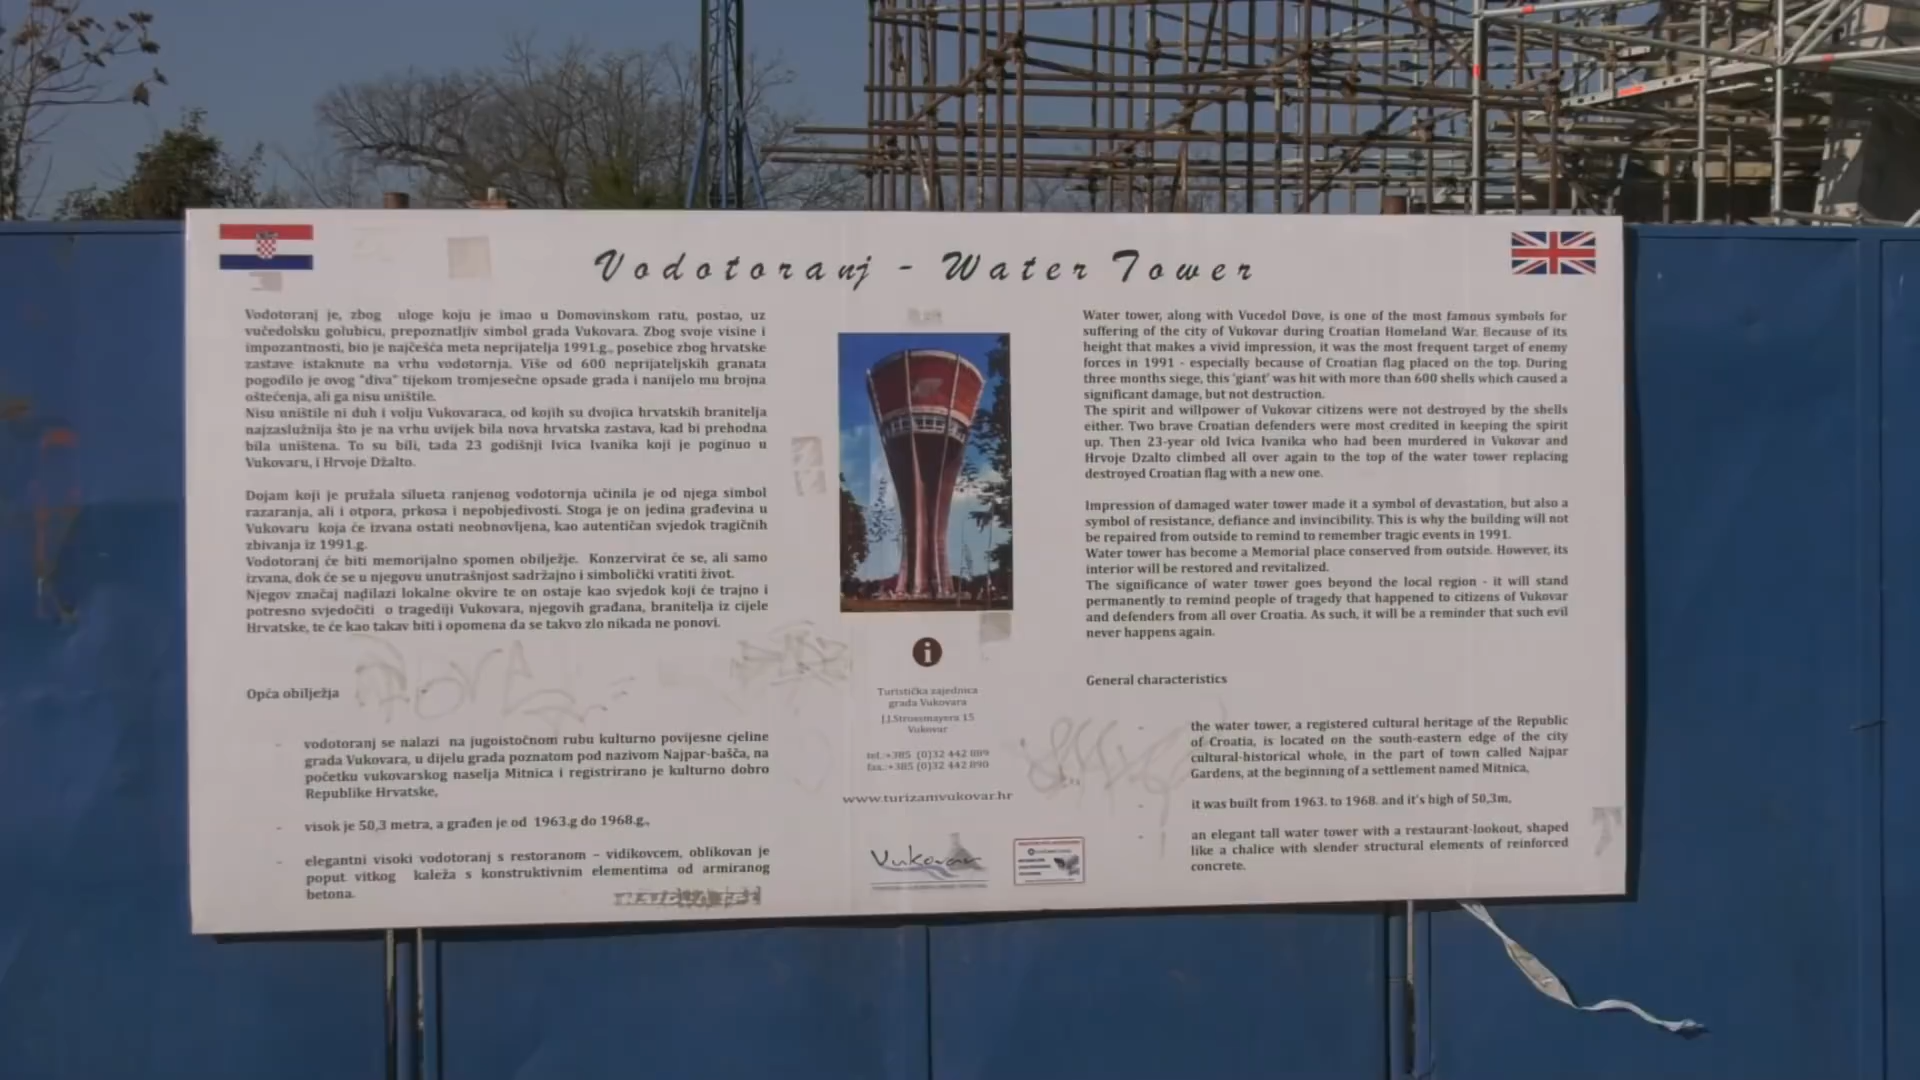 Vodotoranj - Water Tower
Vodotoranj je, zbog uloge koju je imao u Domovinskom ratu, postao, uz
vučedolsku golubicu, prepoznatljiv simbol grada Vukovara. Zbog svoje visine i
impozantnosti, bio je najčešća meta neprijatelja 1991.g., posebice zbog hrvatske
zastave istaknute na vrhu vodotornja. Više od 600 neprijateljskih granata
pogodilo je ovog "diva" tijekom tromjesečne opsade grada i nanijelo mu brojna
oštećenja, ali ga nisu uništile.
Nisu uništile ni duh i volju Vukovaraca, od kojih su dvojica hrvatskih branitelja
najzaslužnija što je na vrhu uvijek bila nova hrvatska zastava, kad bi prehodna
bila uništena. To su bili, tada 23 godišnji Ivica Ivanika koji je poginuo u
Vukovaru, i Hrvoje Džalto.
Dojam koji je pružala silueta ranjenog vodotornja učinila je od njega simbol
razaranja, ali i otpora, prkosa i nepobjedivosti. Stoga je on jedina građevina u
Vukovaru koja će izvana ostati neobnovljena, kao autentičan svjedok tragičnih
zbivanja iz 1991.g.
Vodotoranj će biti memorijalno spomen obilježje. Konzervirat će se, ali samo
izvana, dok će se u njegovu unutrašnjost sadržajno i simbolički vratiti život.
Njegov značaj nadilazi lokalne okvire te on ostaje kao svjedok koji će trajno i
potresno svjedočiti o tragediji Vukovara, njegovih građana, branitelja iz cijele
Hrvatske, te će kao takav biti i opomena da se takvo zlo nikada ne ponovi.
Opća obilježja
- vodotoranj se nalazi na jugoistočnom rubu kulturno povijesne cjeline
grada Vukovara, u dijelu grada poznatom pod nazivom Najpar-bašča, na
početku vukovarskog naselja Mitnica i registrirano je kulturno dobro
Republike Hrvatske,
- visok je 50,3 metra, a građen je od 1963.g do 1968.g.,
- elegantni visoki vodotoranj s restoranom – vidikovcem, oblikovan je
poput vitkog kaleža s konstruktivnim elementima od armiranog
betona.
i
Turistička zajednica
grada Vukovara
J.J.Strossmayera 15
Vukovar
tel.:+385 (0)32 442 889
fax.:+385 (0)32 442 890
www.turizamvukovar.hr
Vukovar
Water tower, along with Vucedol Dove, is one of the most famous symbols for
suffering of the city of Vukovar during Croatian Homeland War. Because of its
height that makes a vivid impression, it was the most frequent target of enemy
forces in 1991 - especially because of Croatian flag placed on the top. During
three months siege, this 'giant' was hit with more than 600 shells which caused a
significant damage, but not destruction.
The spirit and willpower of Vukovar citizens were not destroyed by the shells
either. Two brave Croatian defenders were most credited in keeping the spirit
up. Then 23-year old Ivica Ivanika who had been murdered in Vukovar and
Hrvoje Dzalto climbed all over again to the top of the water tower replacing
destroyed Croatian flag with a new one.
Impression of damaged water tower made it a symbol of devastation, but also a
symbol of resistance, defiance and invincibility. This is why the building will not
be repaired from outside to remind to remember tragic events in 1991.
Water tower has become a Memorial place conserved from outside. However, its
interior will be restored and revitalized.
The significance of water tower goes beyond the local region - it will stand
permanently to remind people of tragedy that happened to citizens of Vukovar
and defenders from all over Croatia. As such, it will be a reminder that such evil
never happens again.
General characteristics
- the water tower, a registered cultural heritage of the Republic
of Croatia, is located on the south-eastern edge of the city
cultural-historical whole, in the part of town called Najpar
Gardens, at the beginning of a settlement named Mitnica,
- it was built from 1963. to 1968. and it's high of 50,3m,
- an elegant tall water tower with a restaurant-lookout, shaped
like a chalice with slender structural elements of reinforced
concrete.